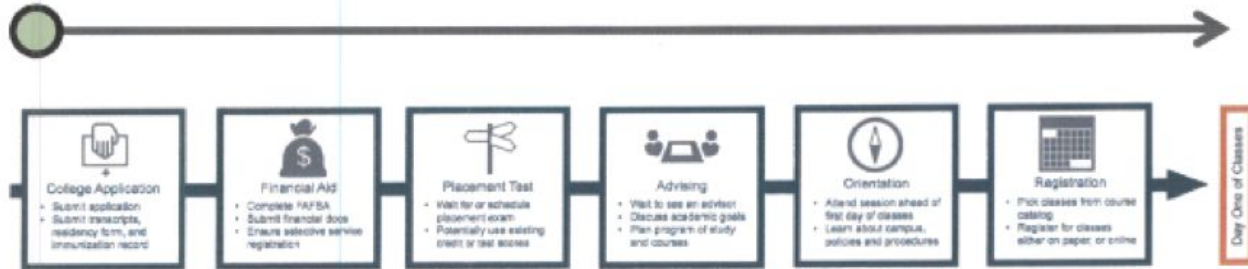 College Application
• Submit application
• Submit transcripts,
residency form, and
immunization record
$
Financial Aid
• Complete FAFSA
• Submit financial docs
• Ensure selective service
registration
Placement Test
• Wait for or schedule
placement exam
• Potentially use existing
credit or test scores
Advising
• Wait to see an advisor
• Discuss academic goals
• Plan program of study
and courses
Orientation
• Attend session ahead of
first day of classes
• Learn about campus,
policies and procedures
Registration
• Pick classes from course
catalog
• Register for classes
either on paper, or online
Day One of Classes